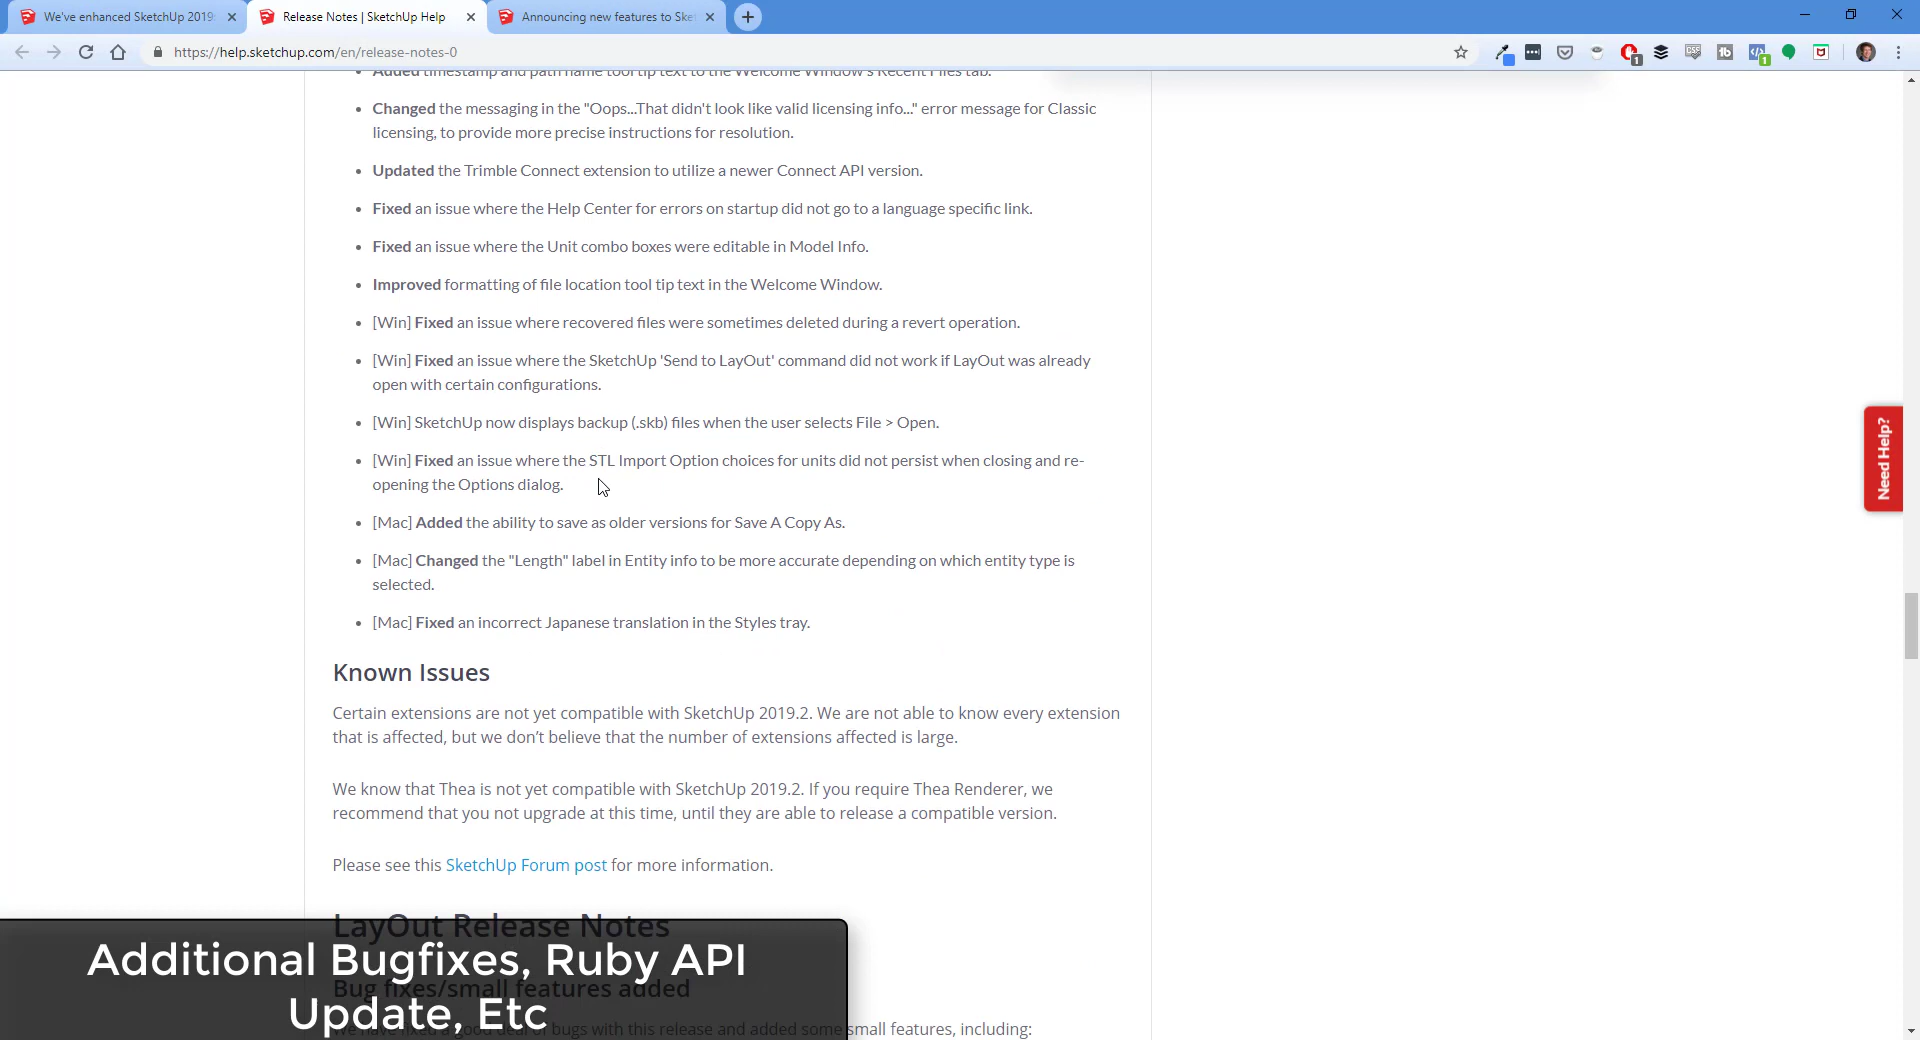 We've enhanced SketchUp 2019:
Release Notes | SketchUp Help
Announcing new features to Ske
https://help.sketchup.com/en/release-notes-0
Added timestamp and path name tool tip text to the Welcome Window's Recent Files tab.
• Changed the messaging in the "Oops...That didn't look like valid licensing info..." error message for Classic
licensing, to provide more precise instructions for resolution.
• Updated the Trimble Connect extension to utilize a newer Connect API version.
• Fixed an issue where the Help Center for errors on startup did not go to a language specific link.
• Fixed an issue where the Unit combo boxes were editable in Model Info.
• Improved formatting of file location tool tip text in the Welcome Window.
• [Win] Fixed an issue where recovered files were sometimes deleted during a revert operation.
• [Win] Fixed an issue where the SketchUp 'Send to LayOut' command did not work if LayOut was already
open with certain configurations.
• [Win] SketchUp now displays backup (.skb) files when the user selects File > Open.
• [Win] Fixed an issue where the STL Import Option choices for units did not persist when closing and re-
opening the Options dialog.
• [Mac] Added the ability to save as older versions for Save A Copy As.
• [Mac] Changed the "Length" label in Entity info to be more accurate depending on which entity type is
selected.
• [Mac] Fixed an incorrect Japanese translation in the Styles tray.
Need Help?
Known Issues
Certain extensions are not yet compatible with SketchUp 2019.2. We are not able to know every extension
that is affected, but we don't believe that the number of extensions affected is large.
We know that Thea is not yet compatible with SketchUp 2019.2. If you require Thea Renderer, we
recommend that you not upgrade at this time, until they are able to release a compatible version.
Please see this SketchUp Forum post for more information.
LayOut Release Notes
Bug fixes/small features added
We have fixed a good deal of bugs with this release and added some small features, including:
Additional Bugfixes, Ruby API
Update, Etc